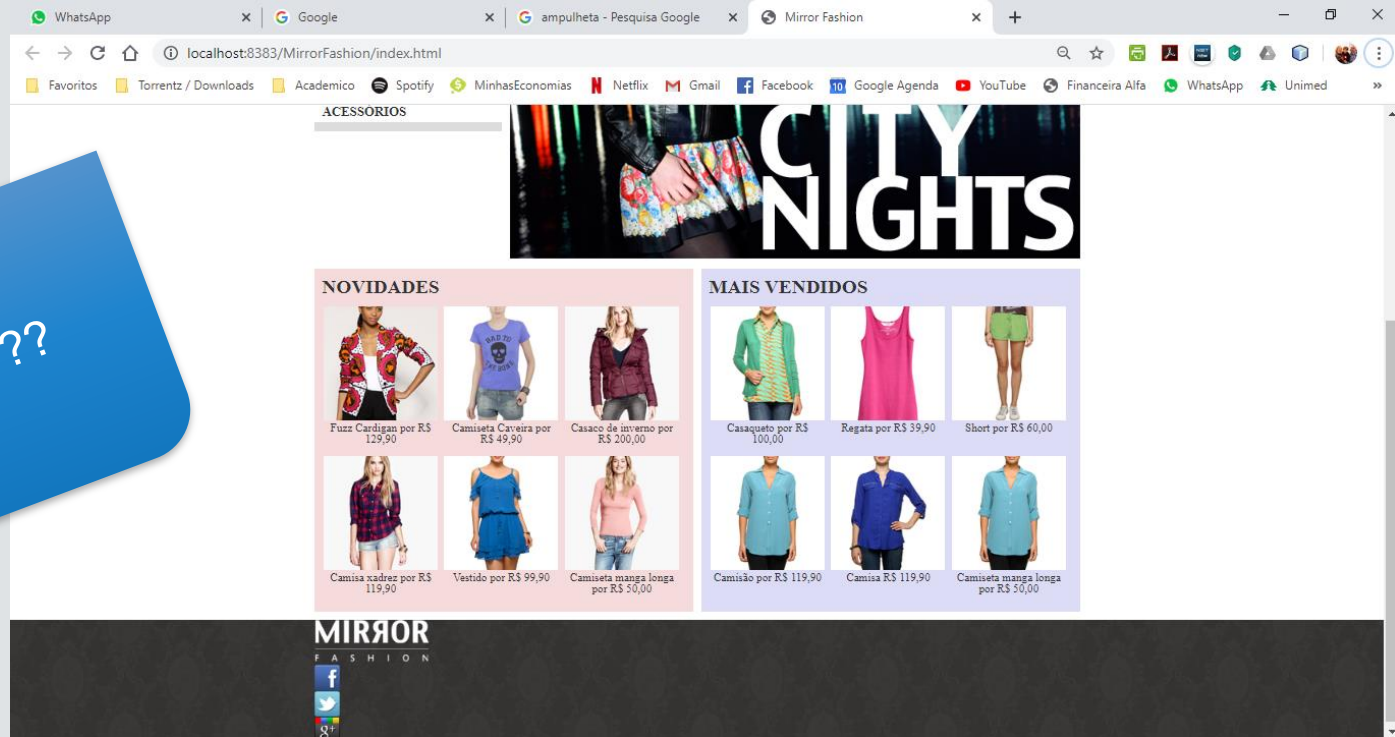 WhatsApp
Google
ampulheta - Pesquisa Google
Mirror Fashion
localhost:8383/MirrorFashion/index.html
Favoritos
Torrentz / Downloads
Academico
Spotify
MinhasEconomias
Netflix
Gmail
Facebook
Google Agenda
YouTube
Financeira Alfa
WhatsApp
Unimed
»
ACESSÓRIOS
CITY
NIGHTS
??
NOVIDADES
MAIS VENDIDOS
Fuzz Cardigan por R$
129,90
Camiseta Caveira por
R$ 49,90
Casaco de inverno por
R$ 200,00
Casaqueto por R$
100,00
Regata por R$ 39,90
Short por R$ 60,00
Camisa xadrez por R$
119,90
Vestido por R$ 99,90
Camiseta manga longa
por R$ 50,00
Camisão por R$ 119,90
Camisa R$ 119,90
Camiseta manga longa
por R$ 50,00
MIRROR
FASHION
f
g+